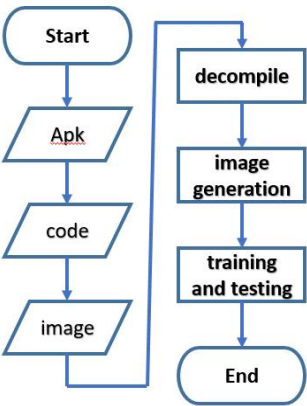 Start
Apk
code
image
decompile
image
generation
training
and testing
End